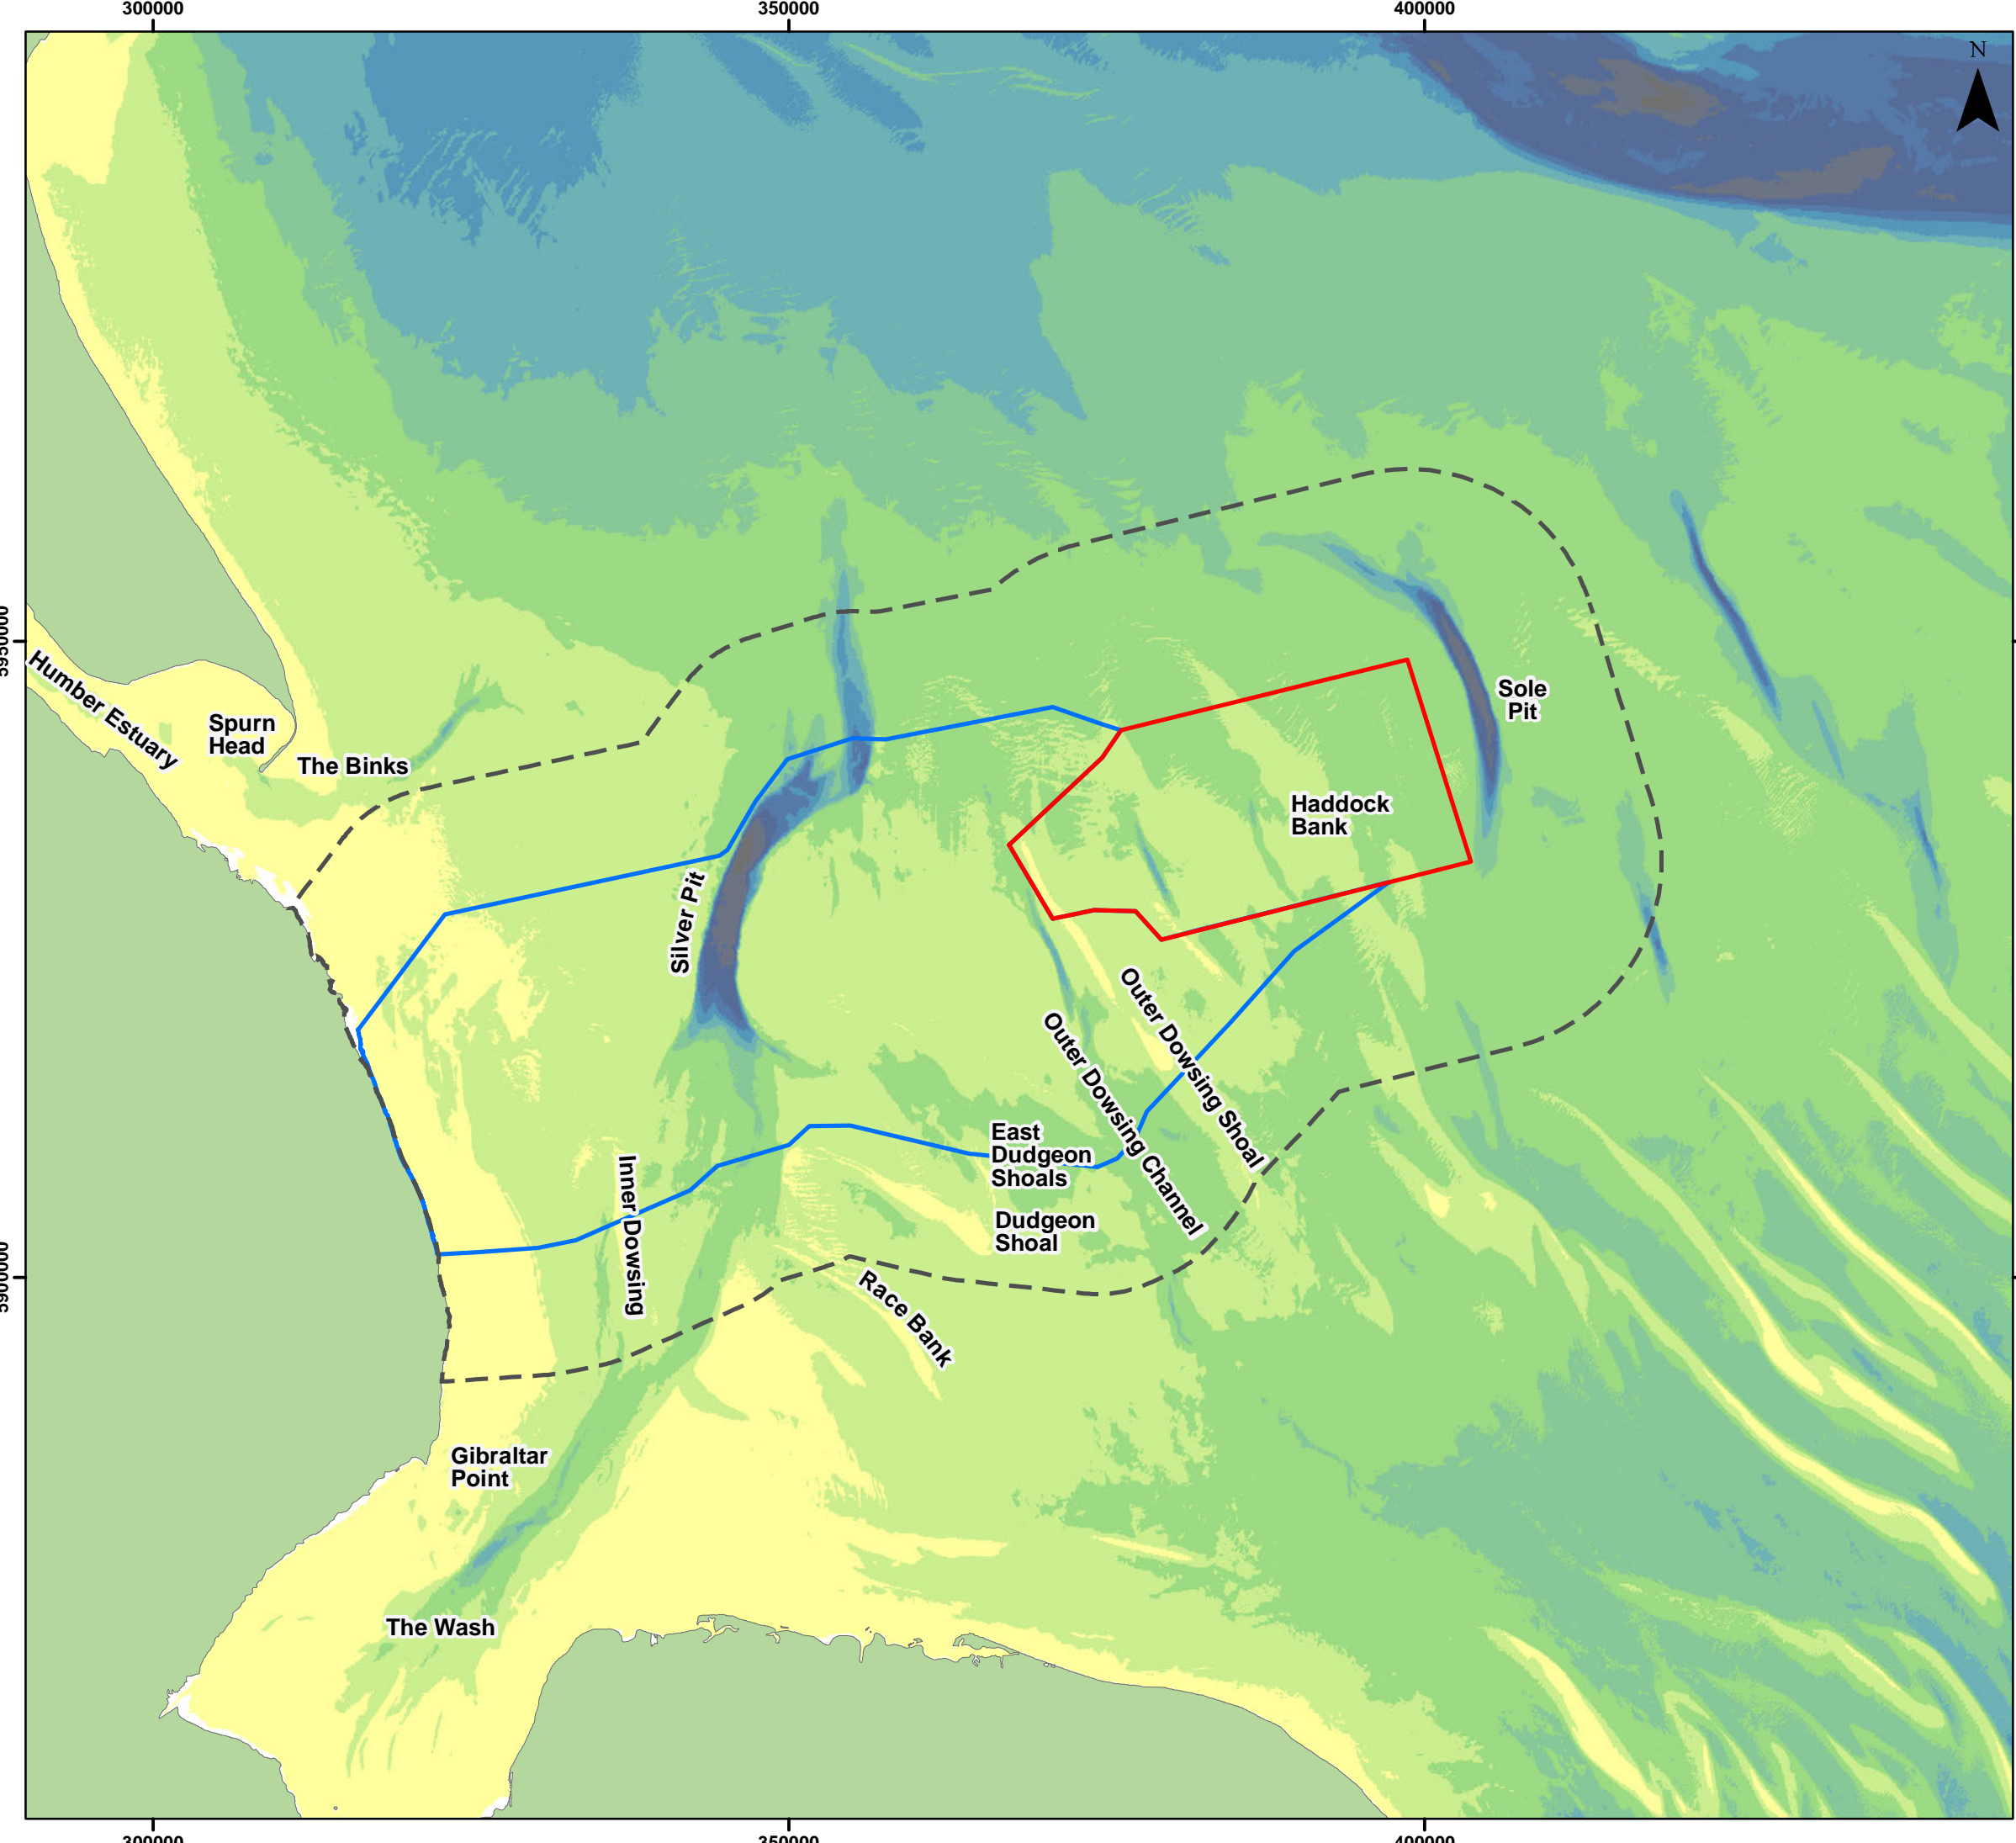 300000
350000
400000
N
Humber Estuary
Spurn
Head
The Binks
Sole
Pit
Haddock
Bank
Silver Pit
Outer Dowsing Shoal
Outer Dowsing Channel
East
Dudgeon
Shoals
Dudgeon
Shoal
Inner Dowsing
Race Bank
Gibraltar
Point
The Wash
300000
350000
400000